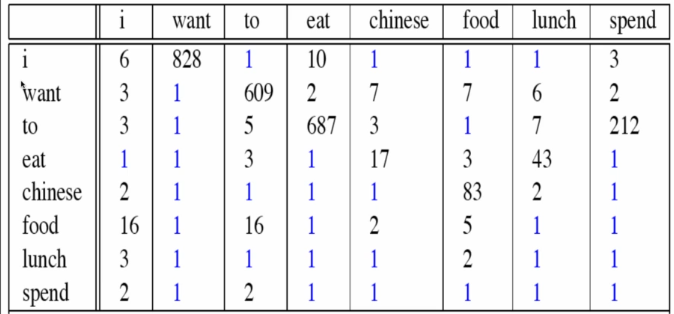 i want to eat chinese food lunch spend
i 6 828 1 10 1 1 1 3
want 3 1 609 2 7 7 6 2
to 3 1 5 687 3 1 7 212
eat 1 1 3 1 17 3 43 1
chinese 2 1 1 1 1 83 2 1
food 16 1 16 1 2 5 1 1
lunch 3 1 1 1 1 2 1 1
spend 2 1 2 1 1 1 1 1